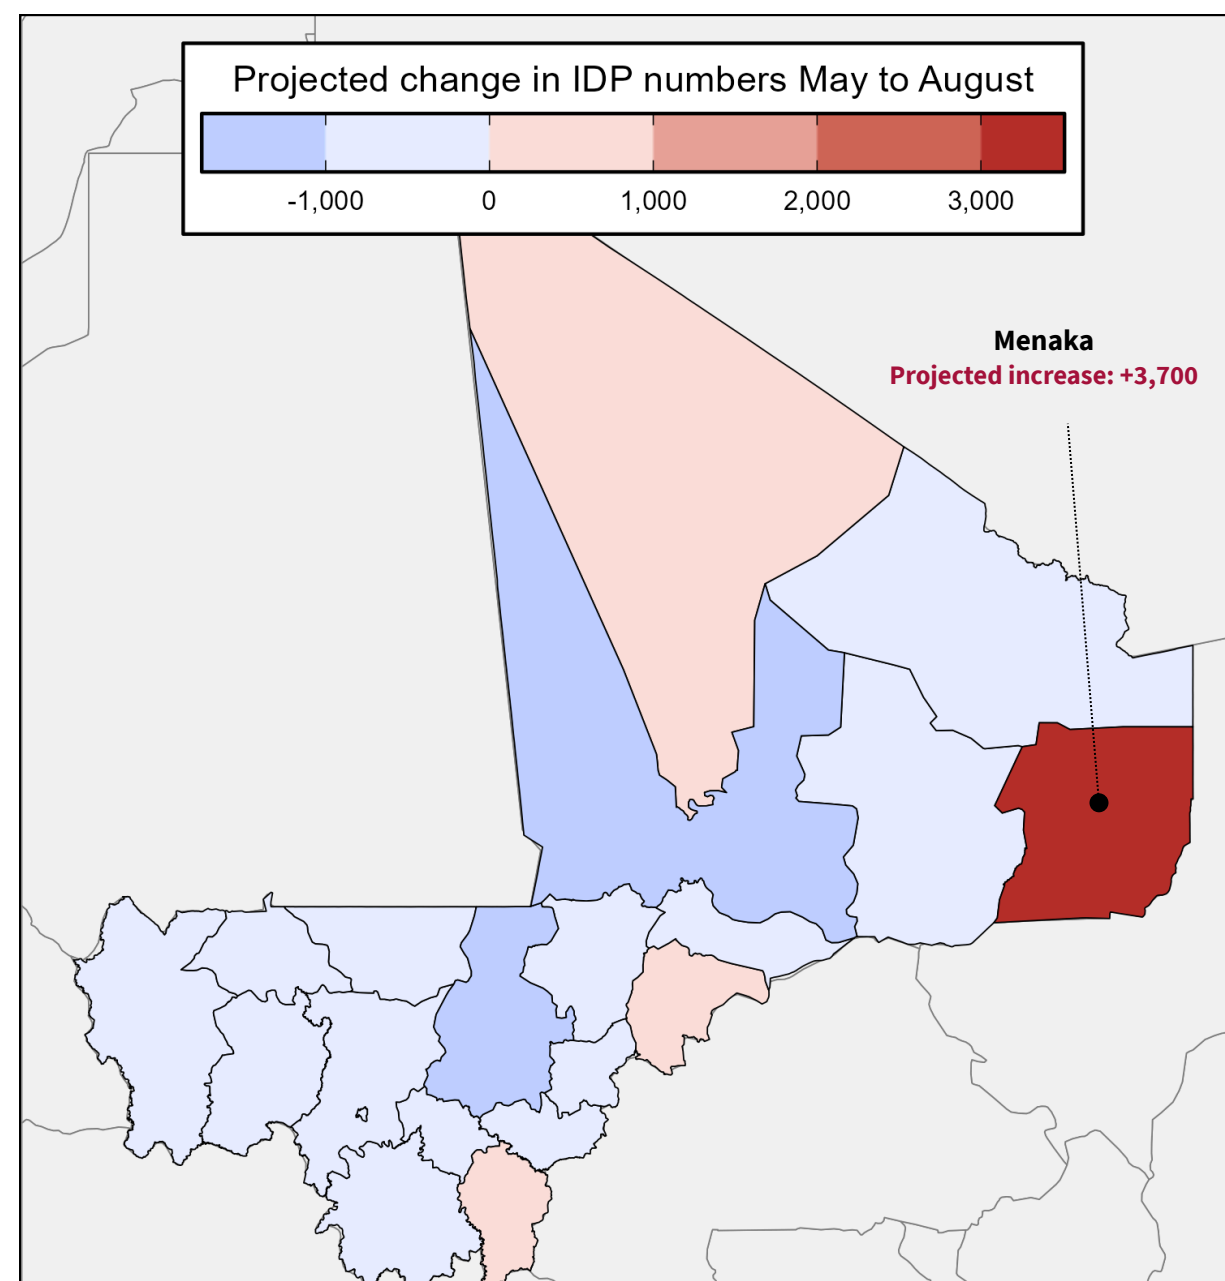 Projected change in IDP numbers May to August
-1,000 0 1,000 2,000 3,000
Menaka
Projected increase: +3,700